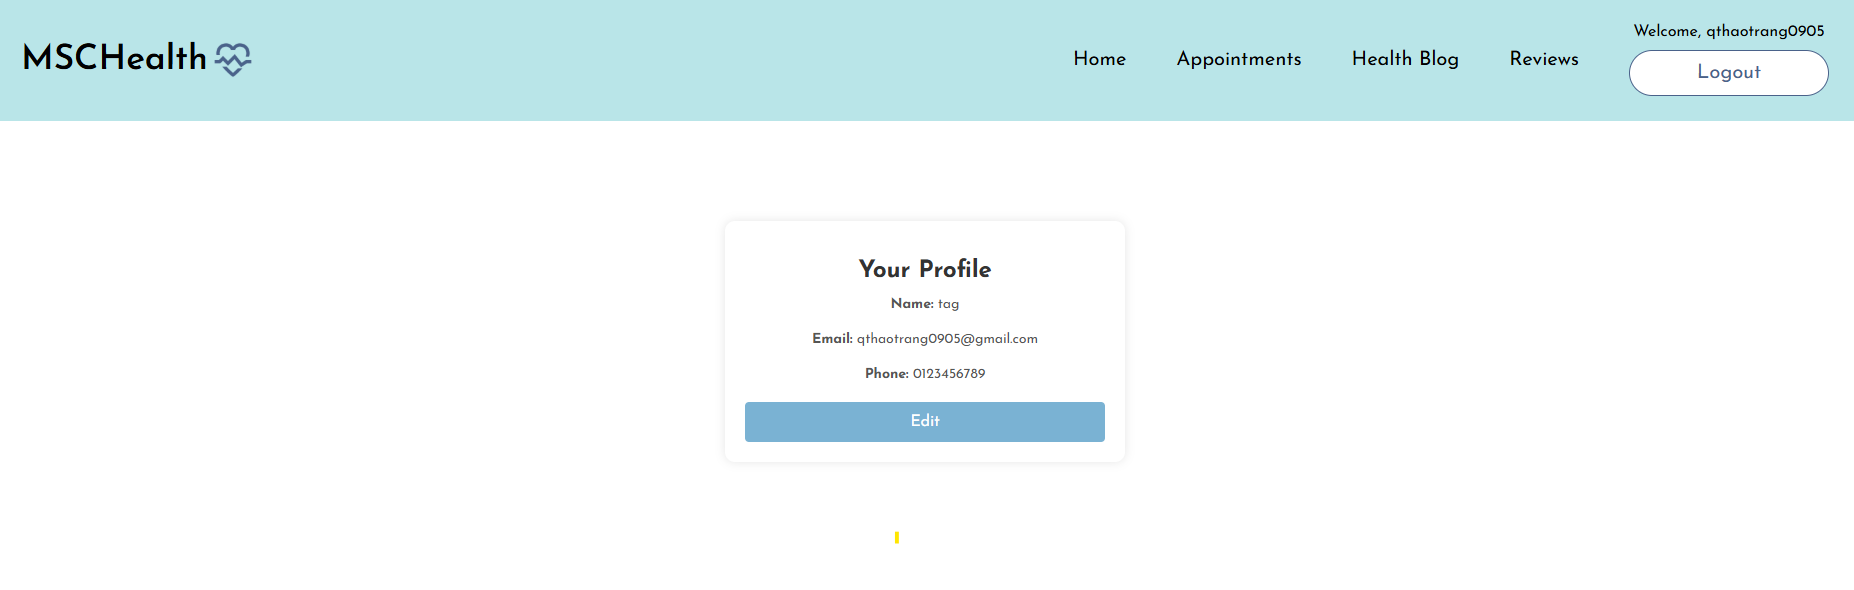 MSCHealth
Home
Appointments
Health Blog
Reviews
Welcome, qthaotrang0905
Logout
Your Profile
Name: tag
Email: qthaotrang0905@gmail.com
Phone: 0123456789
Edit